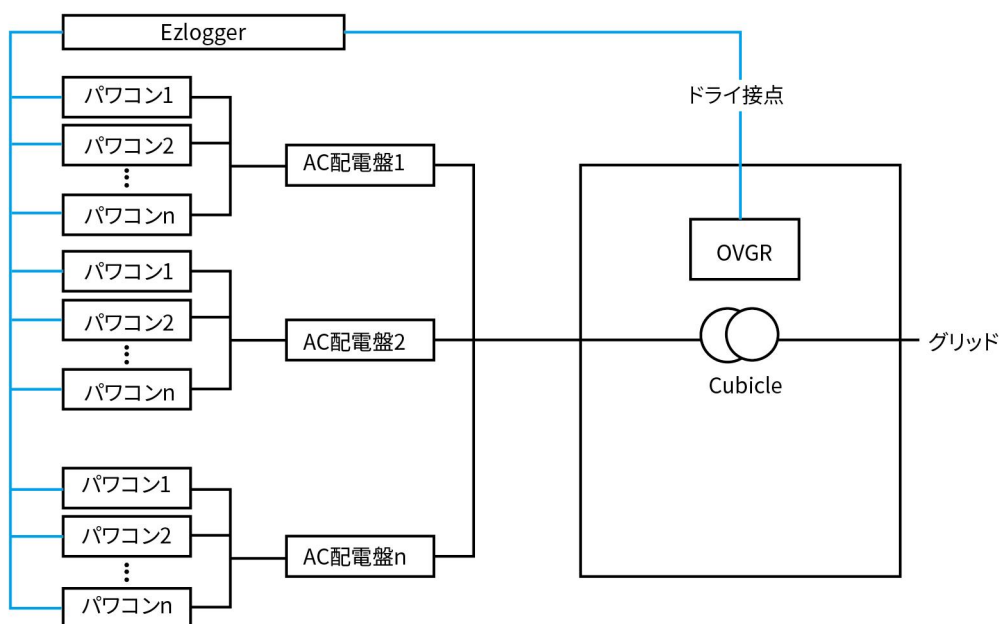 Ezlogger
ドライ接点
パワコン1
パワコン2
パワコンn
AC配電盤1
OVGR
パワコン1
パワコン2
パワコンn
AC配電盤2
グリッド
Cubicle
パワコン1
パワコン2
パワコンn
AC配電盤n